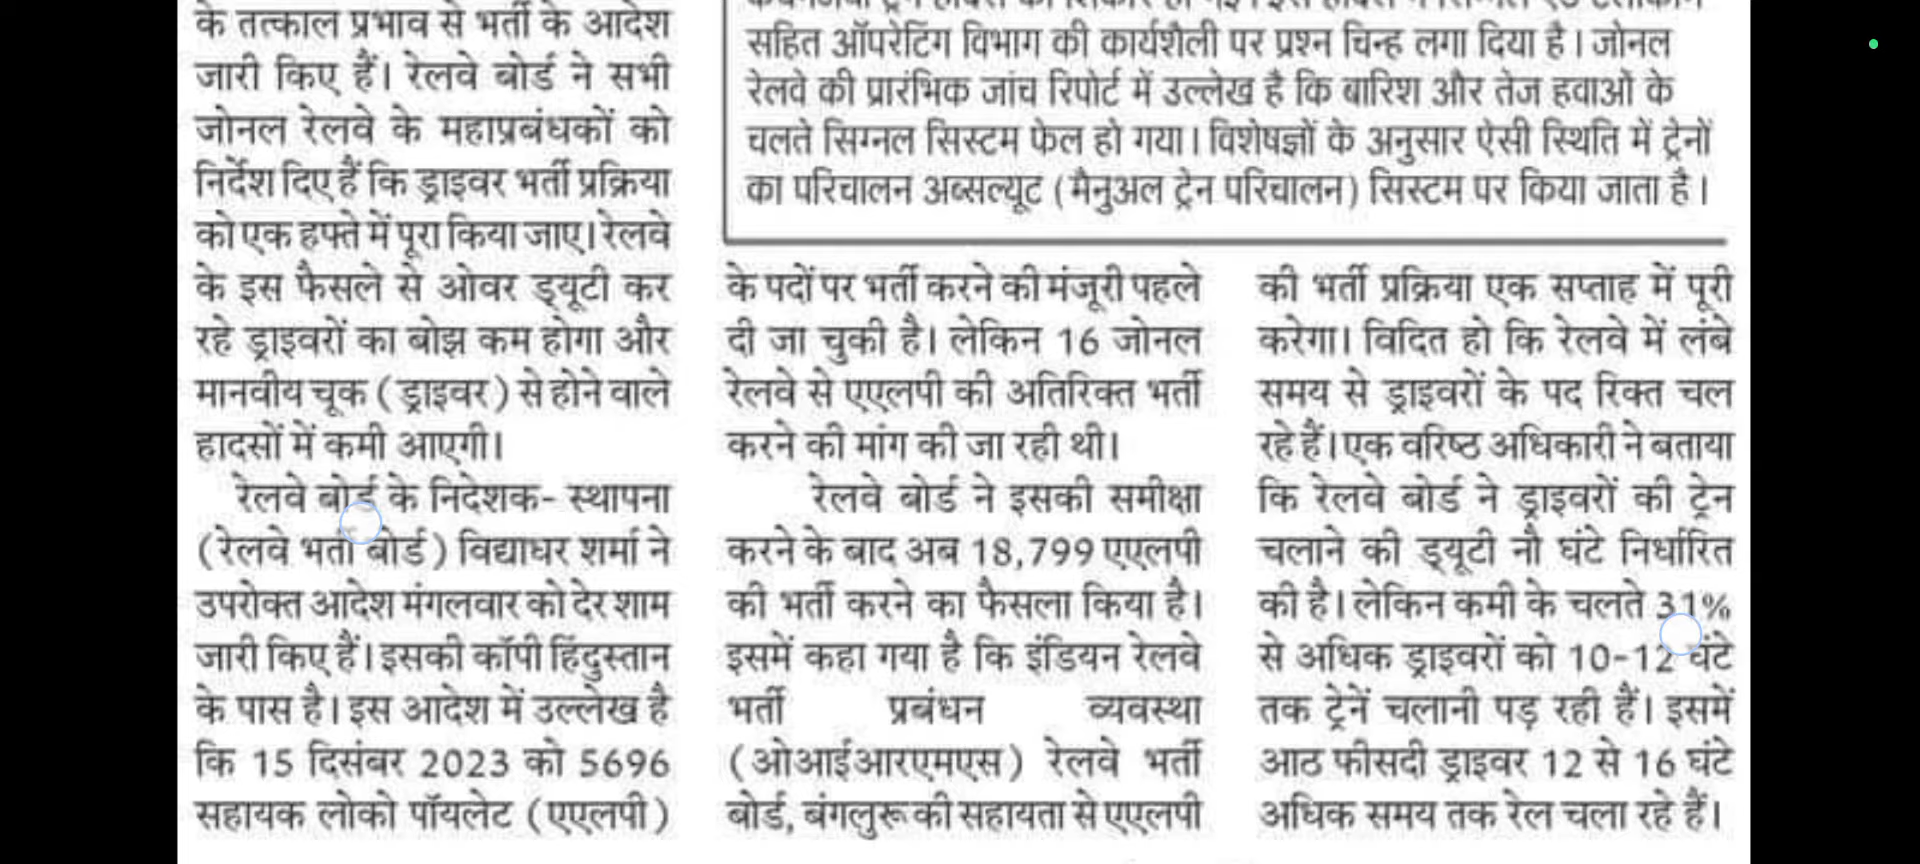 के तत्काल प्रभाव से भर्ती के आदेश
जारी किए हैं। रेलवे बोर्ड ने सभी
जोनल रेलवे के महाप्रबंधकों को
निर्देश दिए हैं कि ड्राइवर भर्ती प्रक्रिया
को एक हफ्ते में पूरा किया जाए। रेलवे
के इस फैसले से ओवर ड्यूटी कर
रहे ड्राइवरों का बोझ कम होगा और
मानवीय चूक (ड्राइवर) से होने वाले
हादसों में कमी आएगी।
रेलवे बोर्ड के निदेशक- स्थापना
(रेलवे भर्ती बोर्ड) विद्याधर शर्मा ने
उपरोक्त आदेश मंगलवार को देर शाम
जारी किए हैं। इसकी कॉपी हिंदुस्तान
के पास है। इस आदेश में उल्लेख है
कि 15 दिसंबर 2023 को 5696
सहायक लोको पॉयलेट (एएलपी)
सहित ऑपरेटिंग विभाग की कार्यशैली पर प्रश्न चिन्ह लगा दिया है। जोनल
रेलवे की प्रारंभिक जांच रिपोर्ट में उल्लेख है कि बारिश और तेज हवाओं के
चलते सिग्नल सिस्टम फेल हो गया। विशेषज्ञों के अनुसार ऐसी स्थिति में ट्रेनों
का परिचालन अब्सल्यूट (मैनुअल ट्रेन परिचालन) सिस्टम पर किया जाता है।
के पदों पर भर्ती करने की मंजूरी पहले
दी जा चुकी है। लेकिन 16 जोनल
रेलवे से एएलपी की अतिरिक्त भर्ती
करने की मांग की जा रही थी।
रेलवे बोर्ड ने इसकी समीक्षा
करने के बाद अब 18,799 एएलपी
की भर्ती करने का फैसला किया है।
इसमें कहा गया है कि इंडियन रेलवे
भर्ती प्रबंधन व्यवस्था
(ओआईआरएमएस) रेलवे भर्ती
बोर्ड, बंगलुरू की सहायता से एएलपी
की भर्ती प्रक्रिया एक सप्ताह में पूरी
करेगा। विदित हो कि रेलवे में लंबे
समय से ड्राइवरों के पद रिक्त चल
रहे हैं। एक वरिष्ठ अधिकारी ने बताया
कि रेलवे बोर्ड ने ड्राइवरों की ट्रेन
चलाने की ड्यूटी नौ घंटे निर्धारित
की है। लेकिन कमी के चलते 31%
से अधिक ड्राइवरों को 10-12 घंटे
तक ट्रेनें चलानी पड़ रही हैं। इसमें
आठ फीसदी ड्राइवर 12 से 16 घंटे
अधिक समय तक रेल चला रहे हैं।